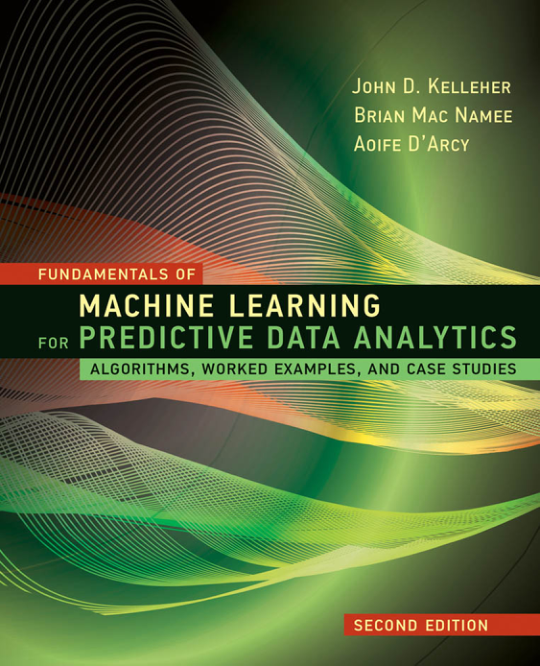 John D. Kelleher
Brian Mac Namee
Aoife D'Arcy
FUNDAMENTALS OF
MACHINE LEARNING
FOR PREDICTIVE DATA ANALYTICS
ALGORITHMS, WORKED EXAMPLES, AND CASE STUDIES
SECOND EDITION